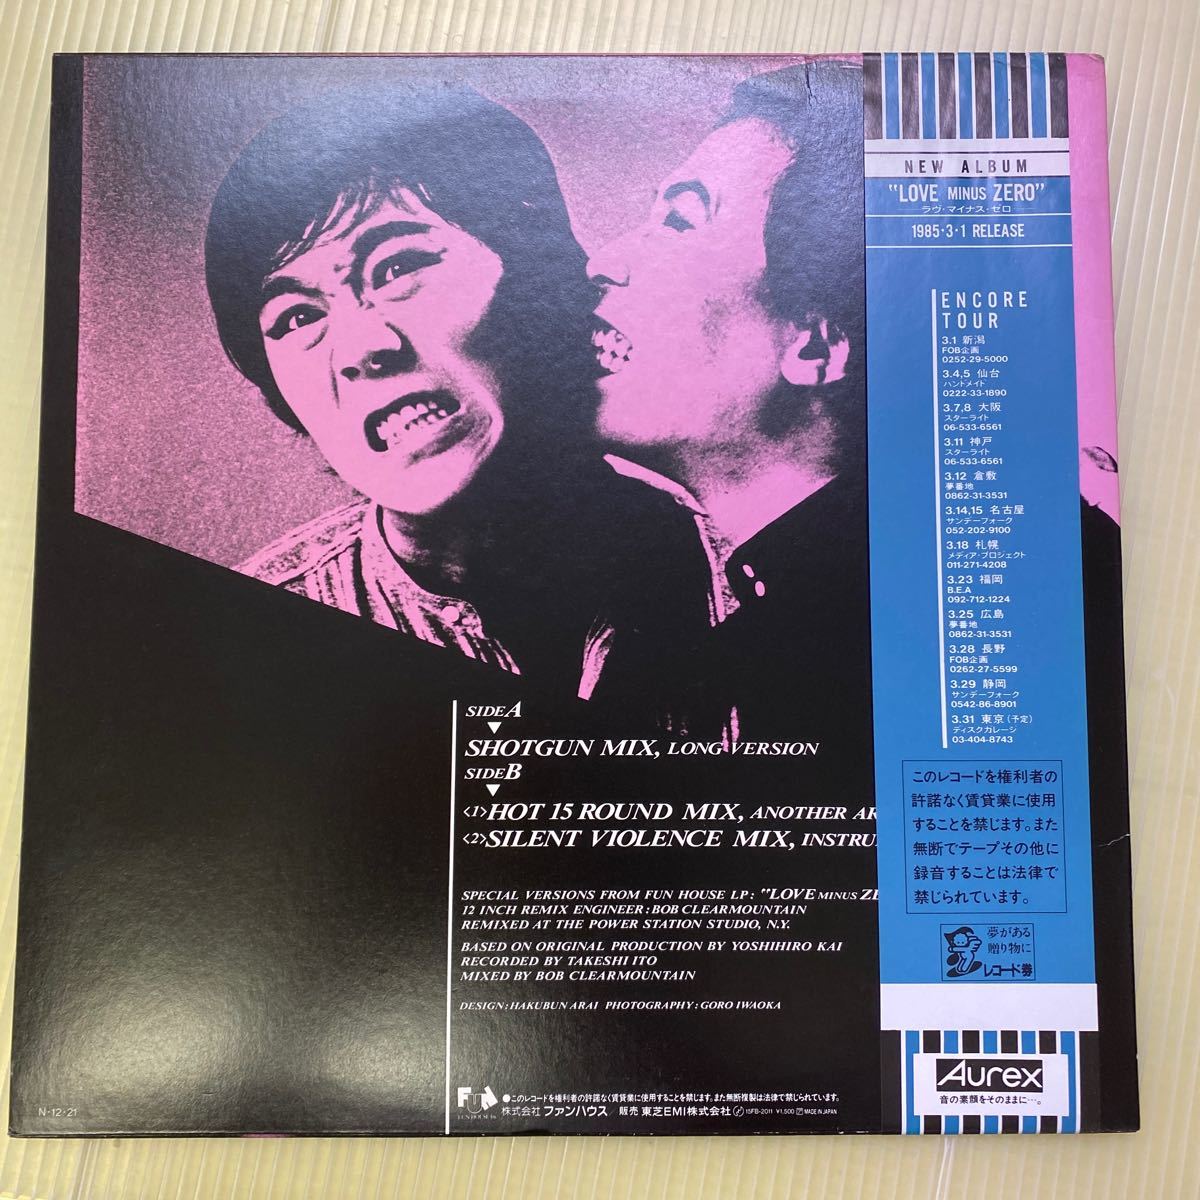 NEW ALBUM
"LOVE MINUS ZERO"
ラヴ・マイナス・ゼロ
1985・3・1 RELEASE
ENCORE
TOUR
3.1 新潟
FOB企画
0252-29-5000
3.4,5 仙台
ハンドメイト
0222-33-1890
3.7,8 大阪
スターライト
06-533-6561
3.11 神戸
スターライト
06-533-6561
3.12 倉敷
夢番地
0862-31-3531
3.14,15 名古屋
サンデーフォーク
052-202-9100
3.18 札幌
メディア・プロジェクト
011-271-4208
3.23 福岡
B.E.A
092-712-1224
3.25 広島
夢番地
0862-31-3531
3.28 長野
FOB企画
0262-27-5599
3.29 静岡
サンデーフォーク
0542-86-8901
3.31 東京(予定)
ディスクガレージ
03-404-8743
このレコードを権利者の
許諾なく賃貸業に使用
することを禁じます。また
無断でテープその他に
録音することは法律で
禁じられています。
夢がある
贈り物に
レコード券
Aurex
音の素顔をそのままに…。
SIDE A
SHOTGUN MIX, LONG VERSION
SIDE B
<1>HOT 15 ROUND MIX, ANOTHER AR
<2>SILENT VIOLENCE MIX, INSTRU
SPECIAL VERSIONS FROM FUN HOUSE LP: "LOVE MINUS ZE
12 INCH REMIX ENGINEER:BOB CLEARMOUNTAIN
REMIXED AT THE POWER STATION STUDIO, N.Y.
BASED ON ORIGINAL PRODUCTION BY YOSHIHIRO KAI
RECORDED BY TAKESHI ITO
MIXED BY BOB CLEARMOUNTAIN
DESIGN:HAKUBUN ARAI PHOTOGRAPHY:GORO IWAOKA
FUN
FUN HOUSE
●このレコードを権利者の許諾なく賃貸業に使用することを禁じます。また無断複製は法律で禁じられています。
株式会社 ファンハウス/販売 東芝EMI株式会社 15FB-2011 ¥1,500 MADE IN JAPAN
N・12・21